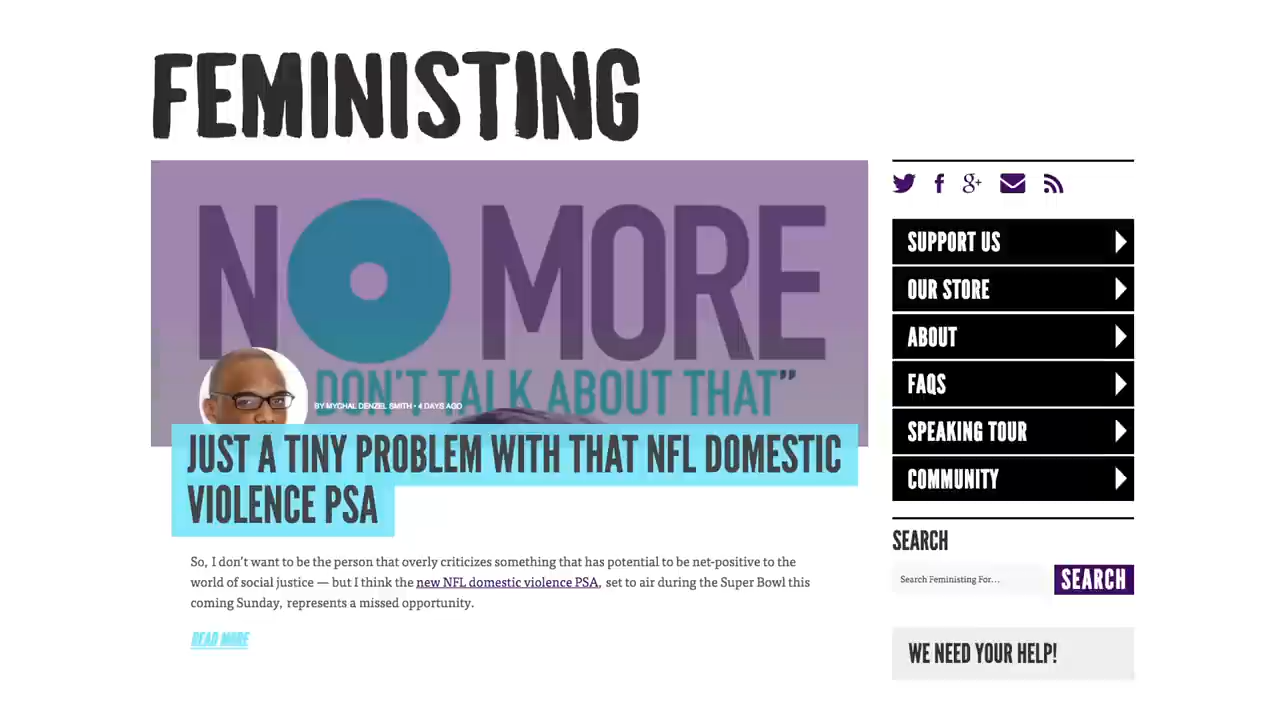 FEMINISTING
NO MORE
DON'T TALK ABOUT THAT”
BY MYCHAL DENZEL SMITH • 4 DAYS AGO
JUST A TINY PROBLEM WITH THAT NFL DOMESTIC
VIOLENCE PSA
So, I don’t want to be the person that overly criticizes something that has potential to be net-positive to the
world of social justice — but I think the new NFL domestic violence PSA, set to air during the Super Bowl this
coming Sunday, represents a missed opportunity.
READ MORE
g+
SUPPORT US
OUR STORE
ABOUT
FAQS
SPEAKING TOUR
COMMUNITY
SEARCH
Search Feministing For...
SEARCH
WE NEED YOUR HELP!